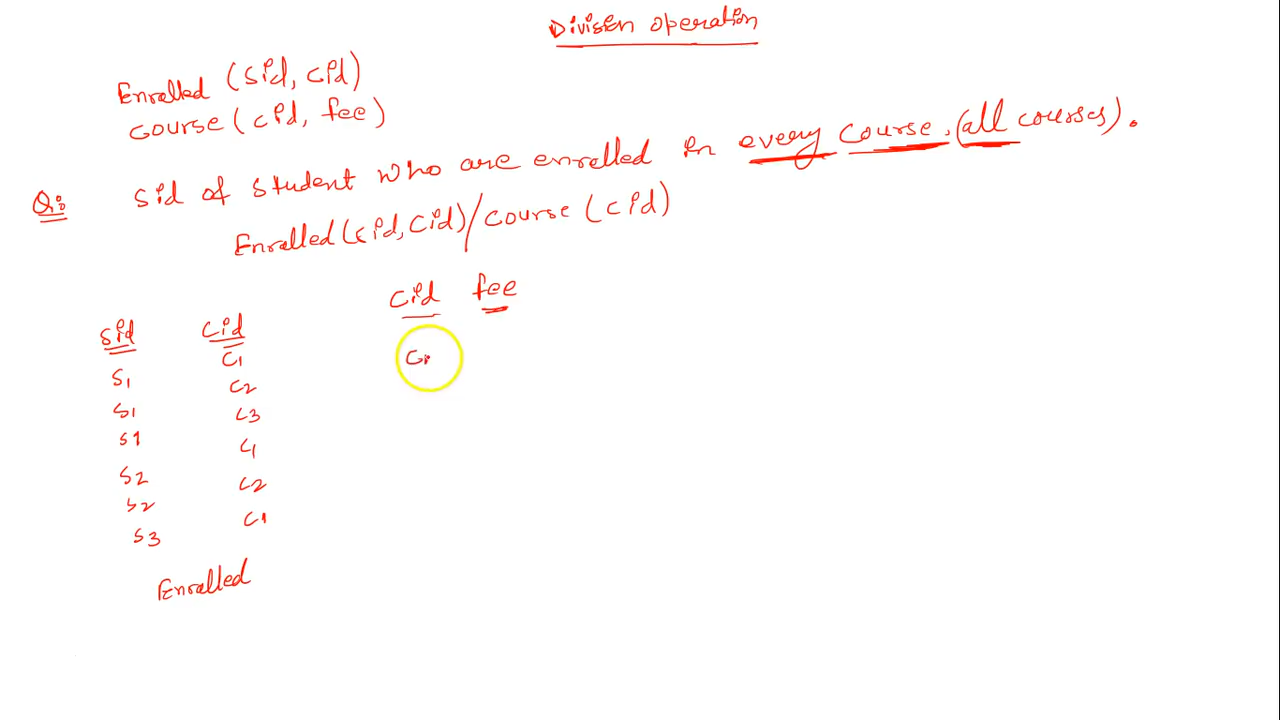 Division operation
Enrolled (sid, cid)
course (cid, fee)
Q: sid of student who are enrolled in every course. (all courses).
Enrolled (sid, cid) / course (cid)
cid fee
sid cid
s1 c1
s1 c2
s1 c3
s2 c1
s2 c2
s3 c1
Enrolled